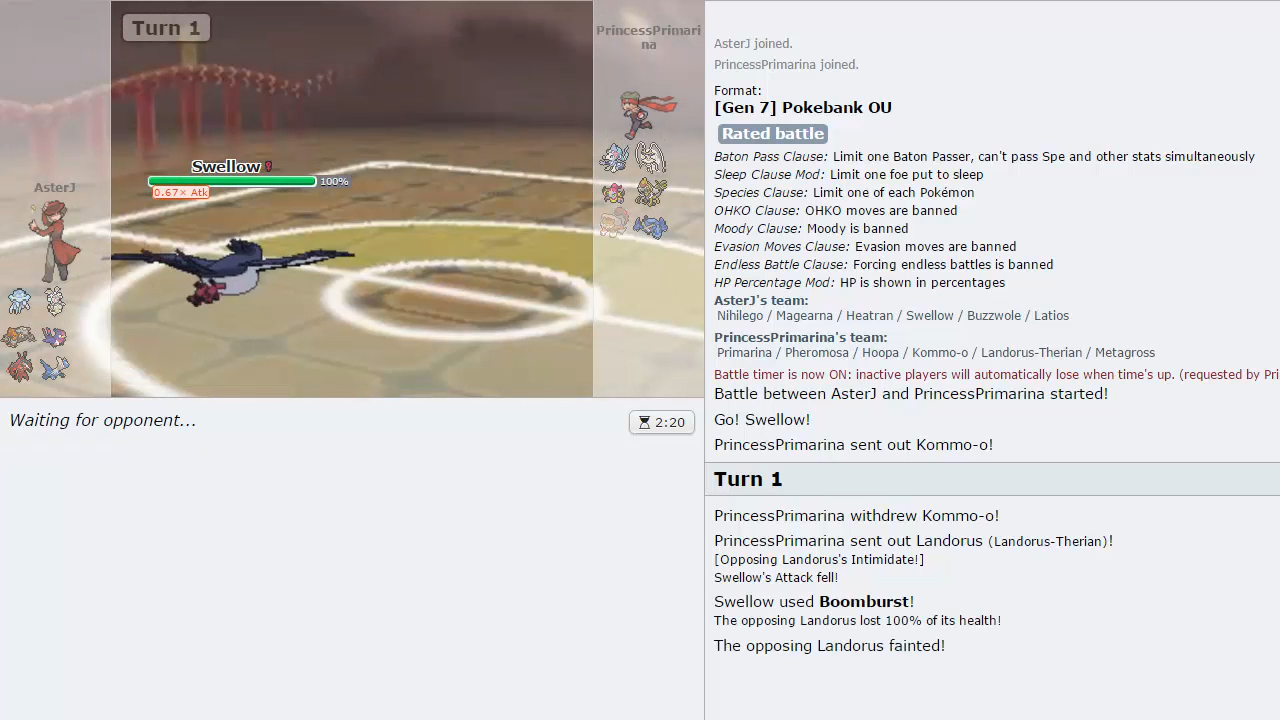 Turn 1
PrincessPrimari
na
AsterJ
Swellow
100%
0.67× Atk
Waiting for opponent...
2:20
AsterJ joined.
PrincessPrimarina joined.
Format:
[Gen 7] Pokebank OU
Rated battle
Baton Pass Clause: Limit one Baton Passer, can't pass Spe and other stats simultaneously
Sleep Clause Mod: Limit one foe put to sleep
Species Clause: Limit one of each Pokémon
OHKO Clause: OHKO moves are banned
Moody Clause: Moody is banned
Evasion Moves Clause: Evasion moves are banned
Endless Battle Clause: Forcing endless battles is banned
HP Percentage Mod: HP is shown in percentages
AsterJ's team:
Nihilego / Magearna / Heatran / Swellow / Buzzwole / Latios
PrincessPrimarina's team:
Primarina / Pheromosa / Hoopa / Kommo-o / Landorus-Therian / Metagross
Battle timer is now ON: inactive players will automatically lose when time's up. (requested by Pri
Battle between AsterJ and PrincessPrimarina started!
Go! Swellow!
PrincessPrimarina sent out Kommo-o!
Turn 1
PrincessPrimarina withdrew Kommo-o!
PrincessPrimarina sent out Landorus (Landorus-Therian)!
[Opposing Landorus's Intimidate!]
Swellow's Attack fell!
Swellow used Boomburst!
The opposing Landorus lost 100% of its health!
The opposing Landorus fainted!